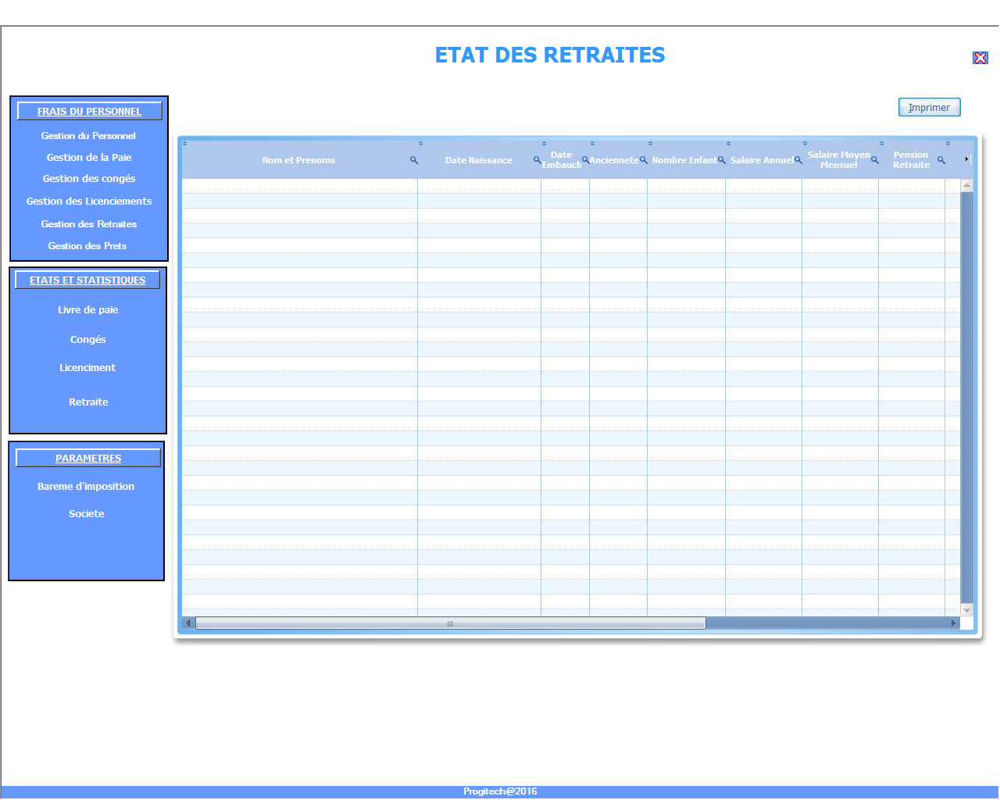 ETAT DES RETRAITES
Imprimer
FRAIS DU PERSONNEL
Gestion du Personnel
Gestion de la Paie
Gestion des congés
Gestion des Licenciements
Gestion des Retraites
Gestion des Prets
ETATS ET STATISTIQUES
Livre de paie
Congés
Licenciment
Retraite
PARAMETRES
Bareme d'imposition
Societe
Nom et Prenoms
Date Naissance
Date
Embauch
Anciennete
Nombre Enfant
Salaire Annuel
Salaire Moyen
Mensuel
Pension
Retraite
Progitech@2016